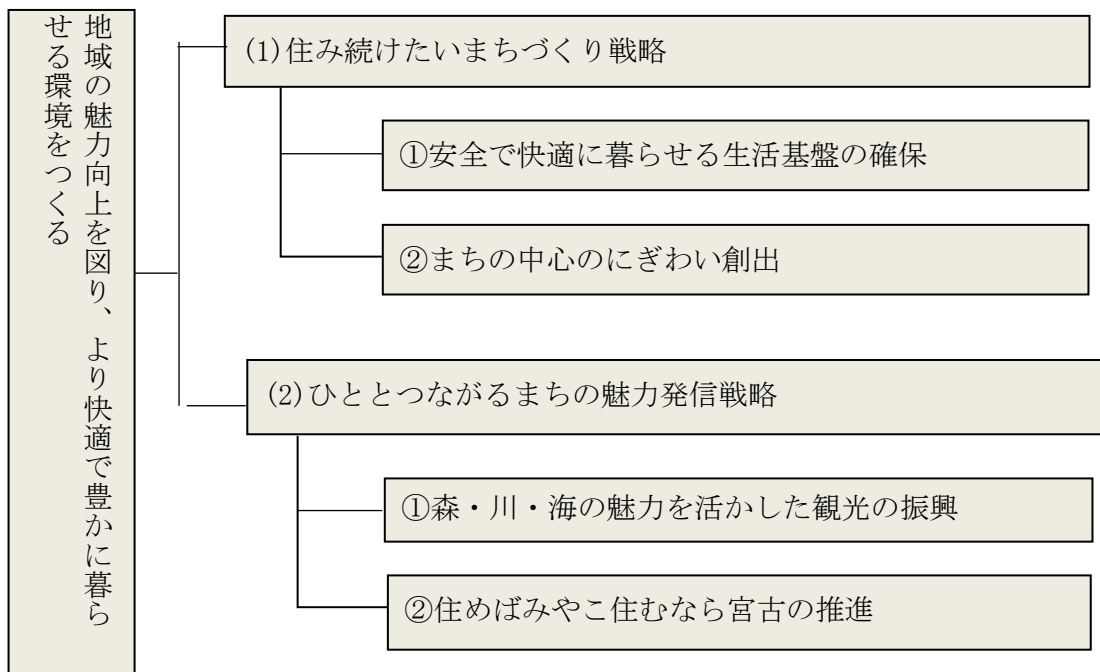 地域の魅力向上を図り、より快適で豊かに暮ら
せる環境をつくる
(1)住み続けたいまちづくり戦略
①安全で快適に暮らせる生活基盤の確保
②まちの中心のにぎわい創出
(2)ひととつながるまちの魅力発信戦略
①森・川・海の魅力を活かした観光の振興
②住めばみやこ住むなら宮古の推進